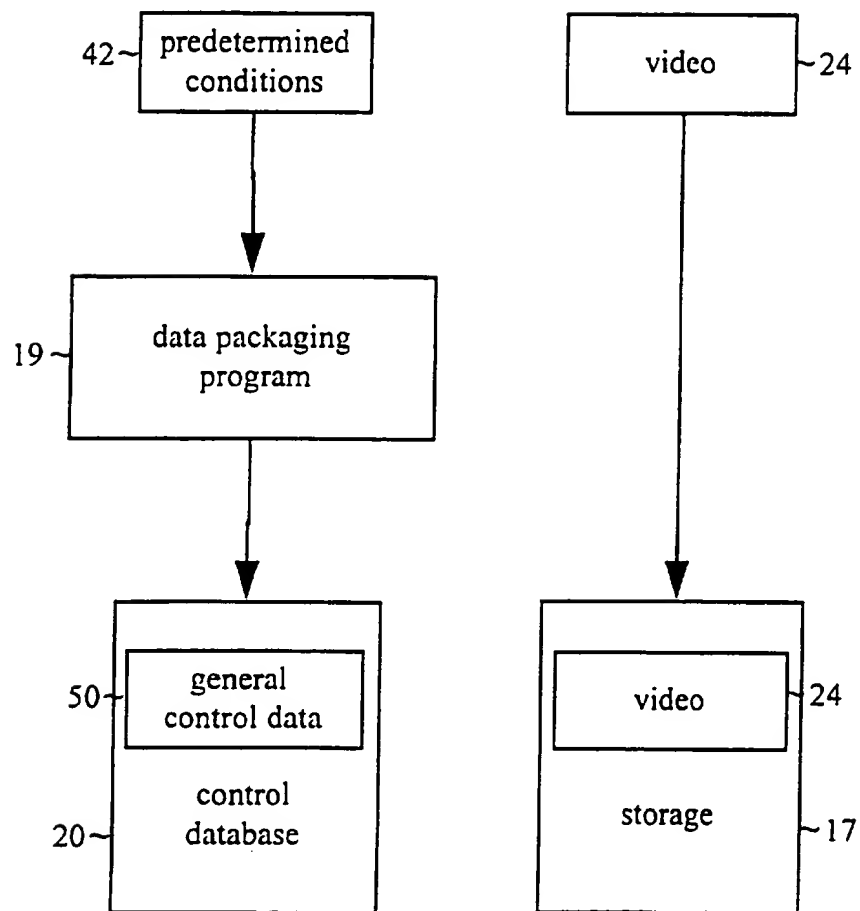 42 predetermined
conditions
video 24
19 data packaging
program
50 general
control data
20 control
database
video 24
storage 17